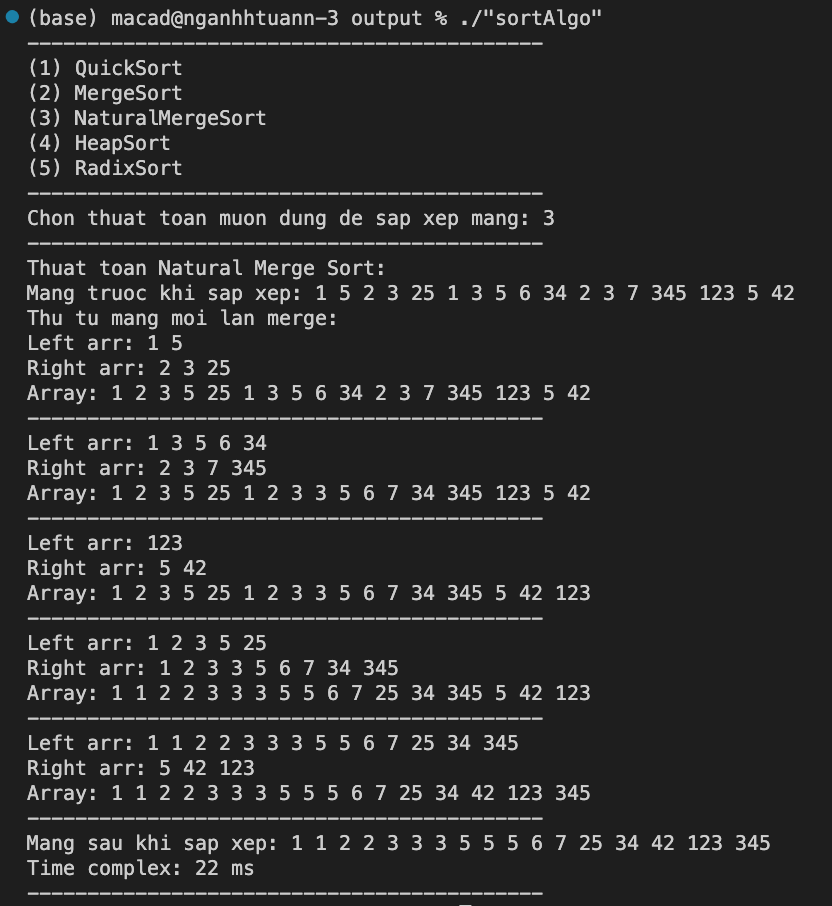 (base) macad@nganhhtuann-3 output % ./"sortAlgo"
-------------------------------------------
(1) QuickSort
(2) MergeSort
(3) NaturalMergeSort
(4) HeapSort
(5) RadixSort
-------------------------------------------
Chon thuat toan muon dung de sap xep mang: 3
-------------------------------------------
Thuat toan Natural Merge Sort:
Mang truoc khi sap xep: 1 5 2 3 25 1 3 5 6 34 2 3 7 345 123 5 42
Thu tu mang moi lan merge:
Left arr: 1 5
Right arr: 2 3 25
Array: 1 2 3 5 25 1 3 5 6 34 2 3 7 345 123 5 42
-------------------------------------------
Left arr: 1 3 5 6 34
Right arr: 2 3 7 345
Array: 1 2 3 5 25 1 2 3 3 5 6 7 34 345 123 5 42
-------------------------------------------
Left arr: 123
Right arr: 5 42
Array: 1 2 3 5 25 1 2 3 3 5 6 7 34 345 5 42 123
-------------------------------------------
Left arr: 1 2 3 5 25
Right arr: 1 2 3 3 5 6 7 34 345
Array: 1 1 2 2 3 3 3 5 5 6 7 25 34 345 5 42 123
-------------------------------------------
Left arr: 1 1 2 2 3 3 3 5 5 6 7 25 34 345
Right arr: 5 42 123
Array: 1 1 2 2 3 3 3 5 5 5 6 7 25 34 42 123 345
-------------------------------------------
Mang sau khi sap xep: 1 1 2 2 3 3 3 5 5 5 6 7 25 34 42 123 345
Time complex: 22 ms
-------------------------------------------